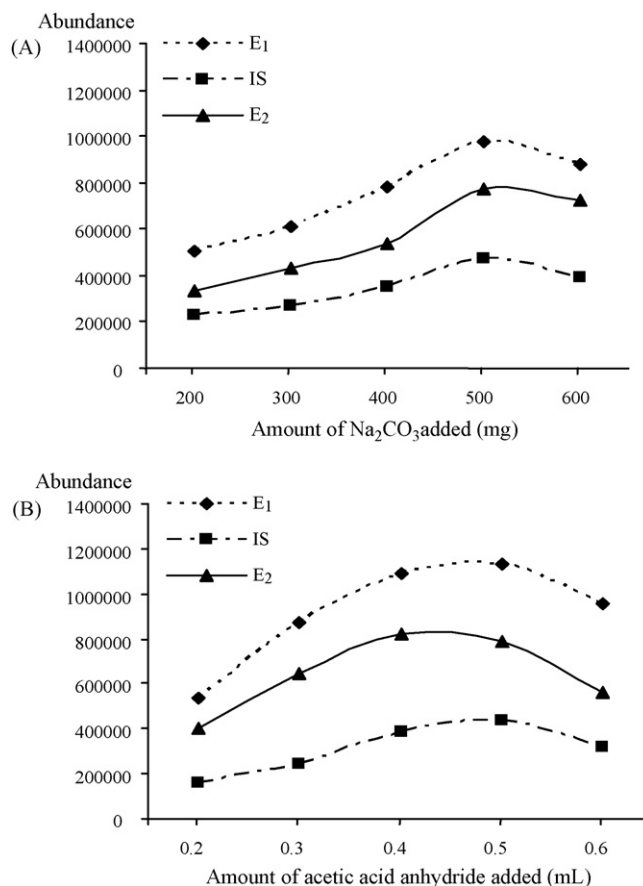 Abundance
(A)
1400000
1200000
1000000
800000
600000
400000
200000
0
E1
IS
E2
200 300 400 500 600
Amount of Na2CO3added (mg)
Abundance
(B)
1400000
1200000
1000000
800000
600000
400000
200000
0
E1
IS
E2
0.2 0.3 0.4 0.5 0.6
Amount of acetic acid anhydride added (mL)